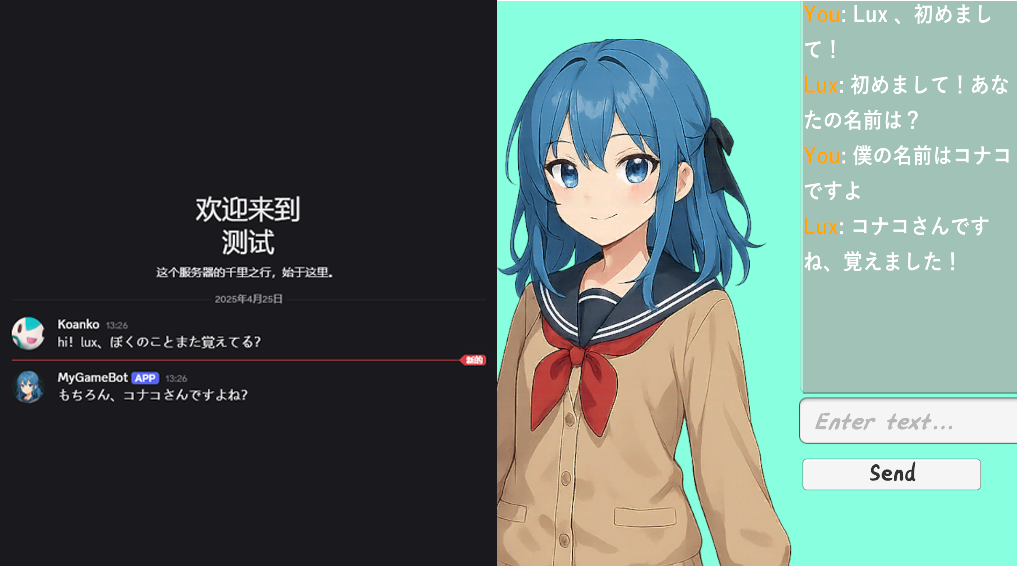 欢迎来到
测试
这个服务器的千里之行，始于这里。
2025年4月25日
Koanko 13:26
hi！lux、ぼくのことまた覚えてる？
新的
MyGameBot APP 13:26
もちろん、コナコさんですよね？
You: Lux 、初めまし
て！
Lux: 初めまして！あな
たの名前は？
You: 僕の名前はコナコ
ですよ
Lux: コナコさんです
ね、覚えました！
Enter text...
Send